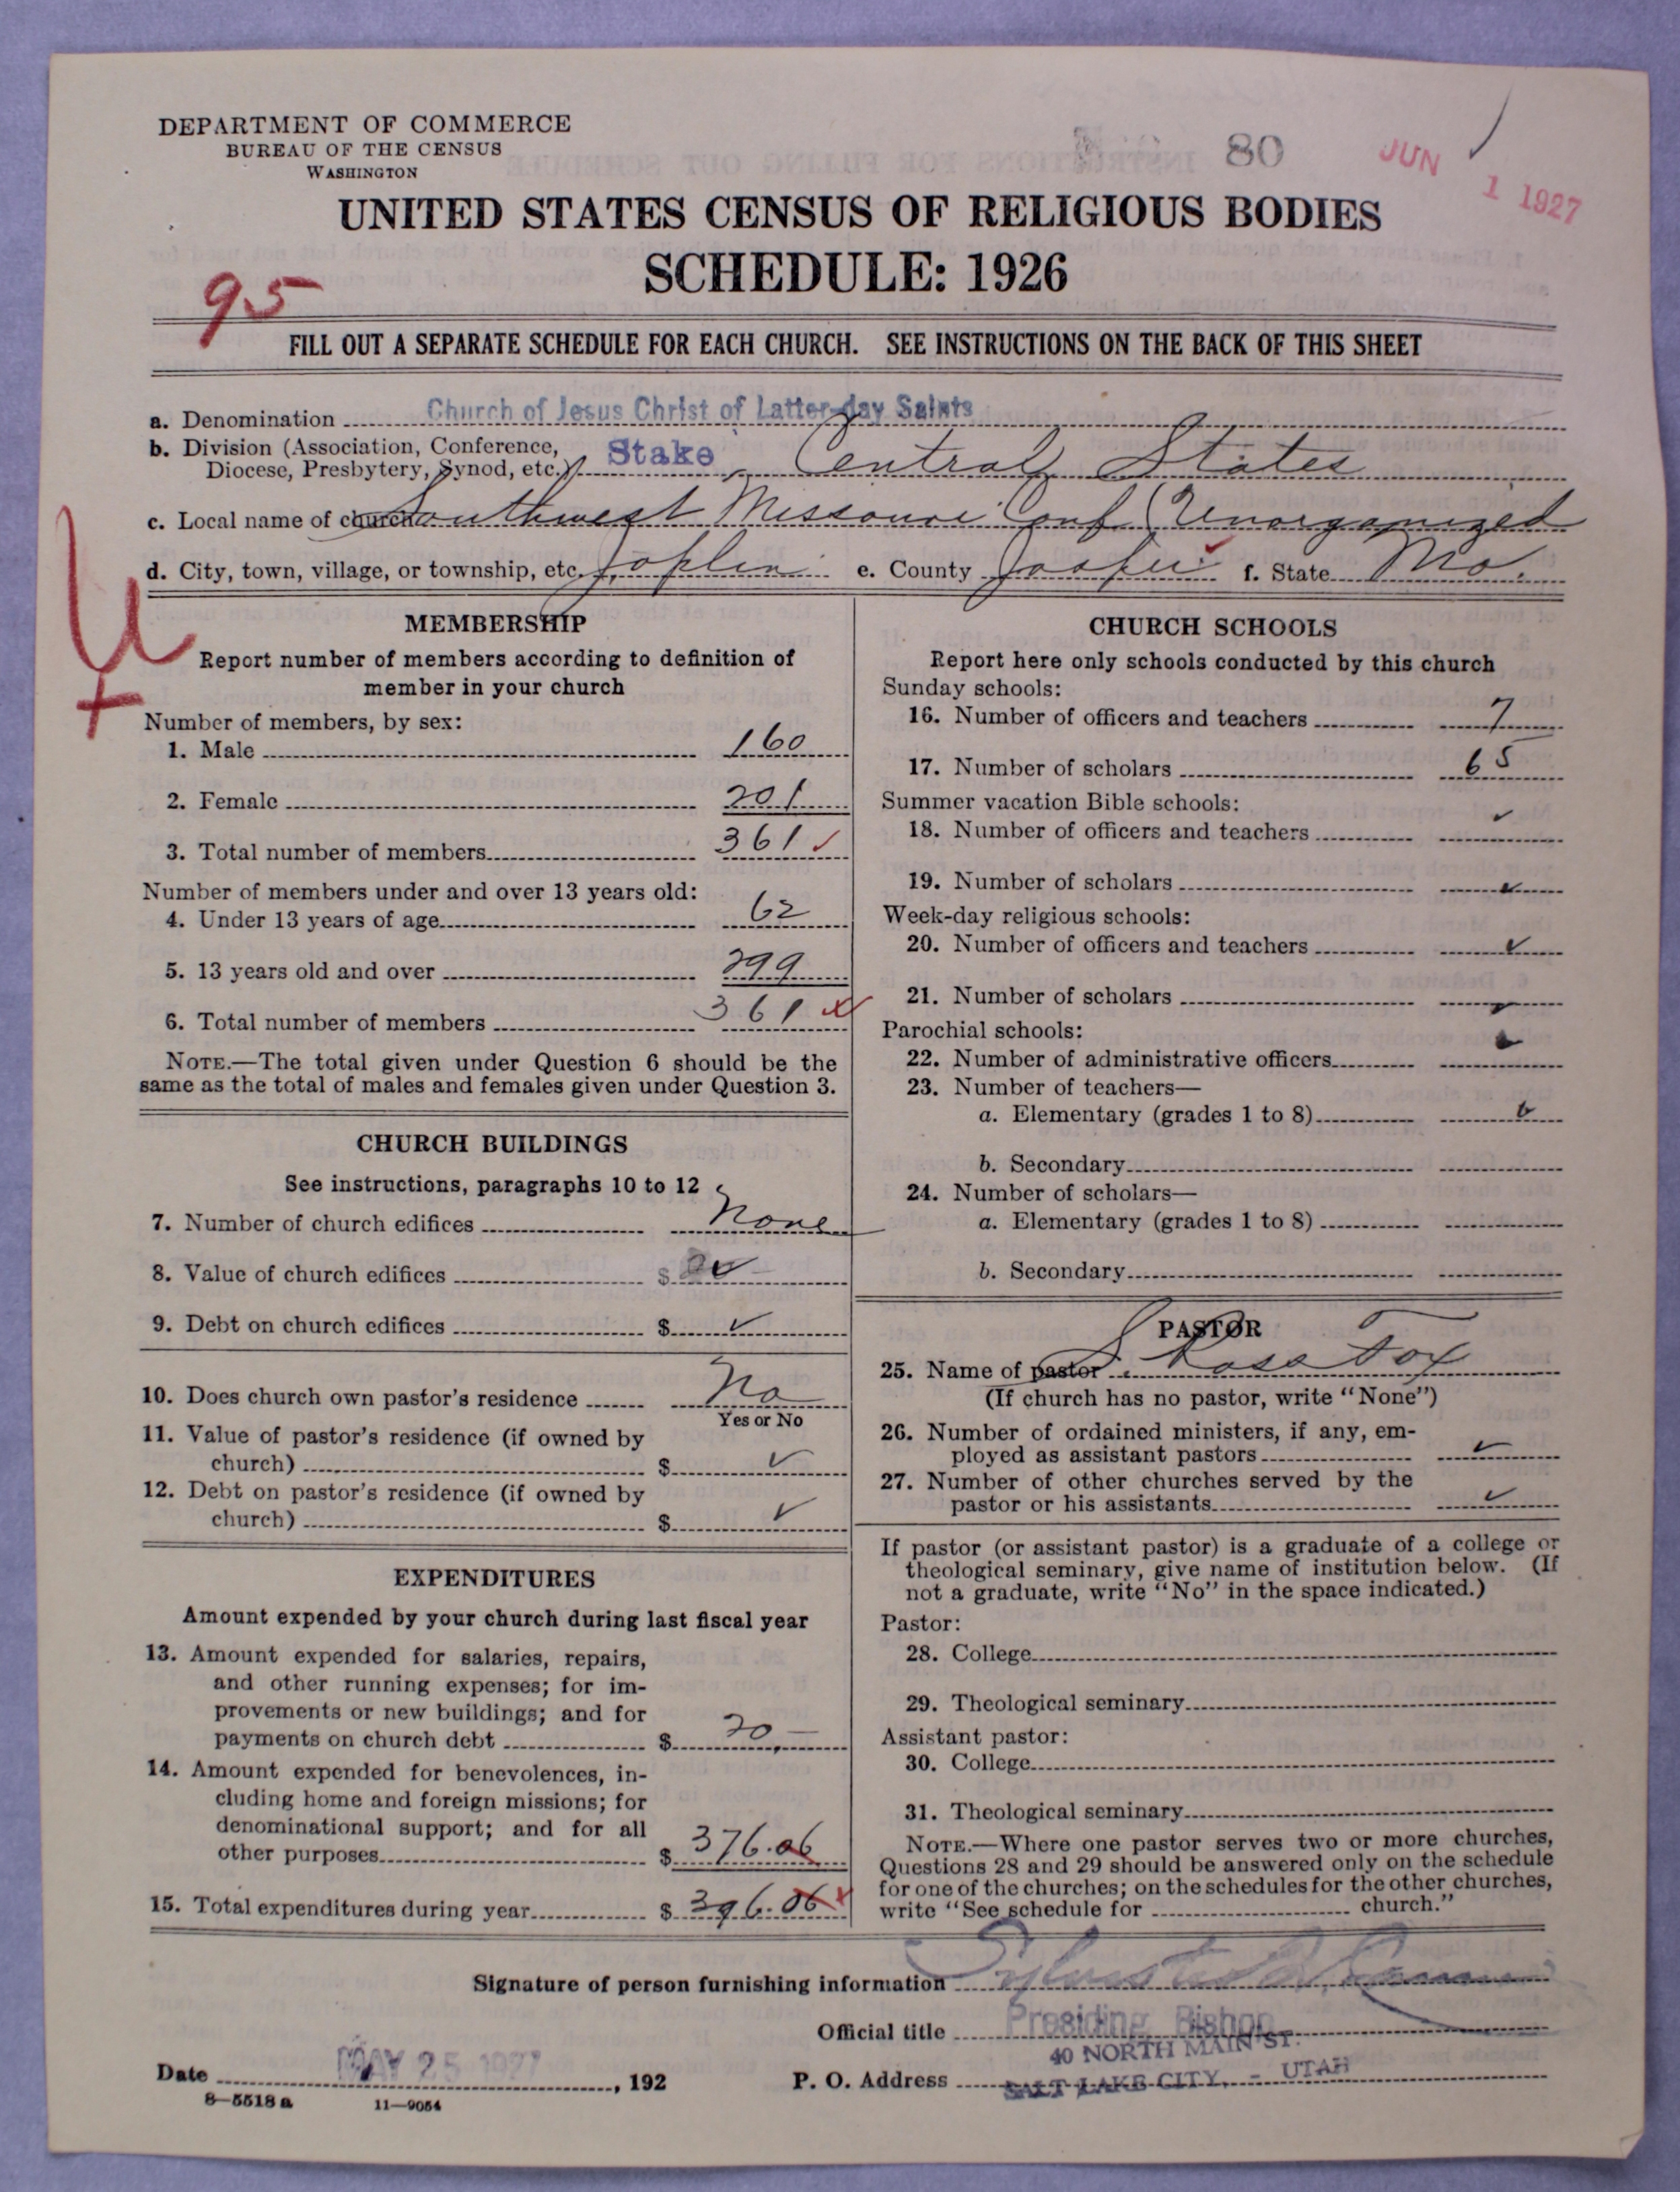 DEPARTMENT OF COMMERCE
BUREAU OF THE CENSUS
WASHINGTON
80
JUN 1 1927
UNITED STATES CENSUS OF RELIGIOUS BODIES
SCHEDULE: 1926
95
FILL OUT A SEPARATE SCHEDULE FOR EACH CHURCH. SEE INSTRUCTIONS ON THE BACK OF THIS SHEET
a. Denomination Church of Jesus Christ of Latter-day Saints
b. Division (Association, Conference,
Diocese, Presbytery, Synod, etc.) Stake Central States
c. Local name of church Southwest Missouri Conf (Unorganized
d. City, town, village, or township, etc. Joplin e. County Jasper f. State Mo.
MEMBERSHIP
Report number of members according to definition of
member in your church
Number of members, by sex:
1. Male 160
2. Female 201
3. Total number of members 361
Number of members under and over 13 years old:
4. Under 13 years of age 62
5. 13 years old and over 299
6. Total number of members 361
NOTE.—The total given under Question 6 should be the
same as the total of males and females given under Question 3.
CHURCH BUILDINGS
See instructions, paragraphs 10 to 12
7. Number of church edifices None
8. Value of church edifices $
9. Debt on church edifices $ ✓
10. Does church own pastor's residence No
Yes or No
11. Value of pastor's residence (if owned by
church) $ ✓
12. Debt on pastor's residence (if owned by
church) $ ✓
EXPENDITURES
Amount expended by your church during last fiscal year
13. Amount expended for salaries, repairs,
and other running expenses; for im-
provements or new buildings; and for
payments on church debt $ 20.—
14. Amount expended for benevolences, in-
cluding home and foreign missions; for
denominational support; and for all
other purposes $ 376.06
15. Total expenditures during year $ 396.06
CHURCH SCHOOLS
Report here only schools conducted by this church
Sunday schools:
16. Number of officers and teachers 7
17. Number of scholars 65
Summer vacation Bible schools:
18. Number of officers and teachers ✓
19. Number of scholars ✓
Week-day religious schools:
20. Number of officers and teachers ✓
21. Number of scholars ✓
Parochial schools:
22. Number of administrative officers ✓
23. Number of teachers—
a. Elementary (grades 1 to 8) ✓
b. Secondary
24. Number of scholars—
a. Elementary (grades 1 to 8)
b. Secondary
PASTOR
25. Name of pastor S. Ross Fox
(If church has no pastor, write "None")
26. Number of ordained ministers, if any, em-
ployed as assistant pastors ✓
27. Number of other churches served by the
pastor or his assistants ✓
If pastor (or assistant pastor) is a graduate of a college or
theological seminary, give name of institution below. (If
not a graduate, write "No" in the space indicated.)
Pastor:
28. College
29. Theological seminary
Assistant pastor:
30. College
31. Theological seminary
NOTE.—Where one pastor serves two or more churches,
Questions 28 and 29 should be answered only on the schedule
for one of the churches; on the schedules for the other churches,
write "See schedule for church."
Signature of person furnishing information
Official title Presiding Bishop
40 NORTH MAIN ST.
P. O. Address SALT LAKE CITY, - UTAH
Date MAY 25 1927, 192
8—5518 a 11—9054